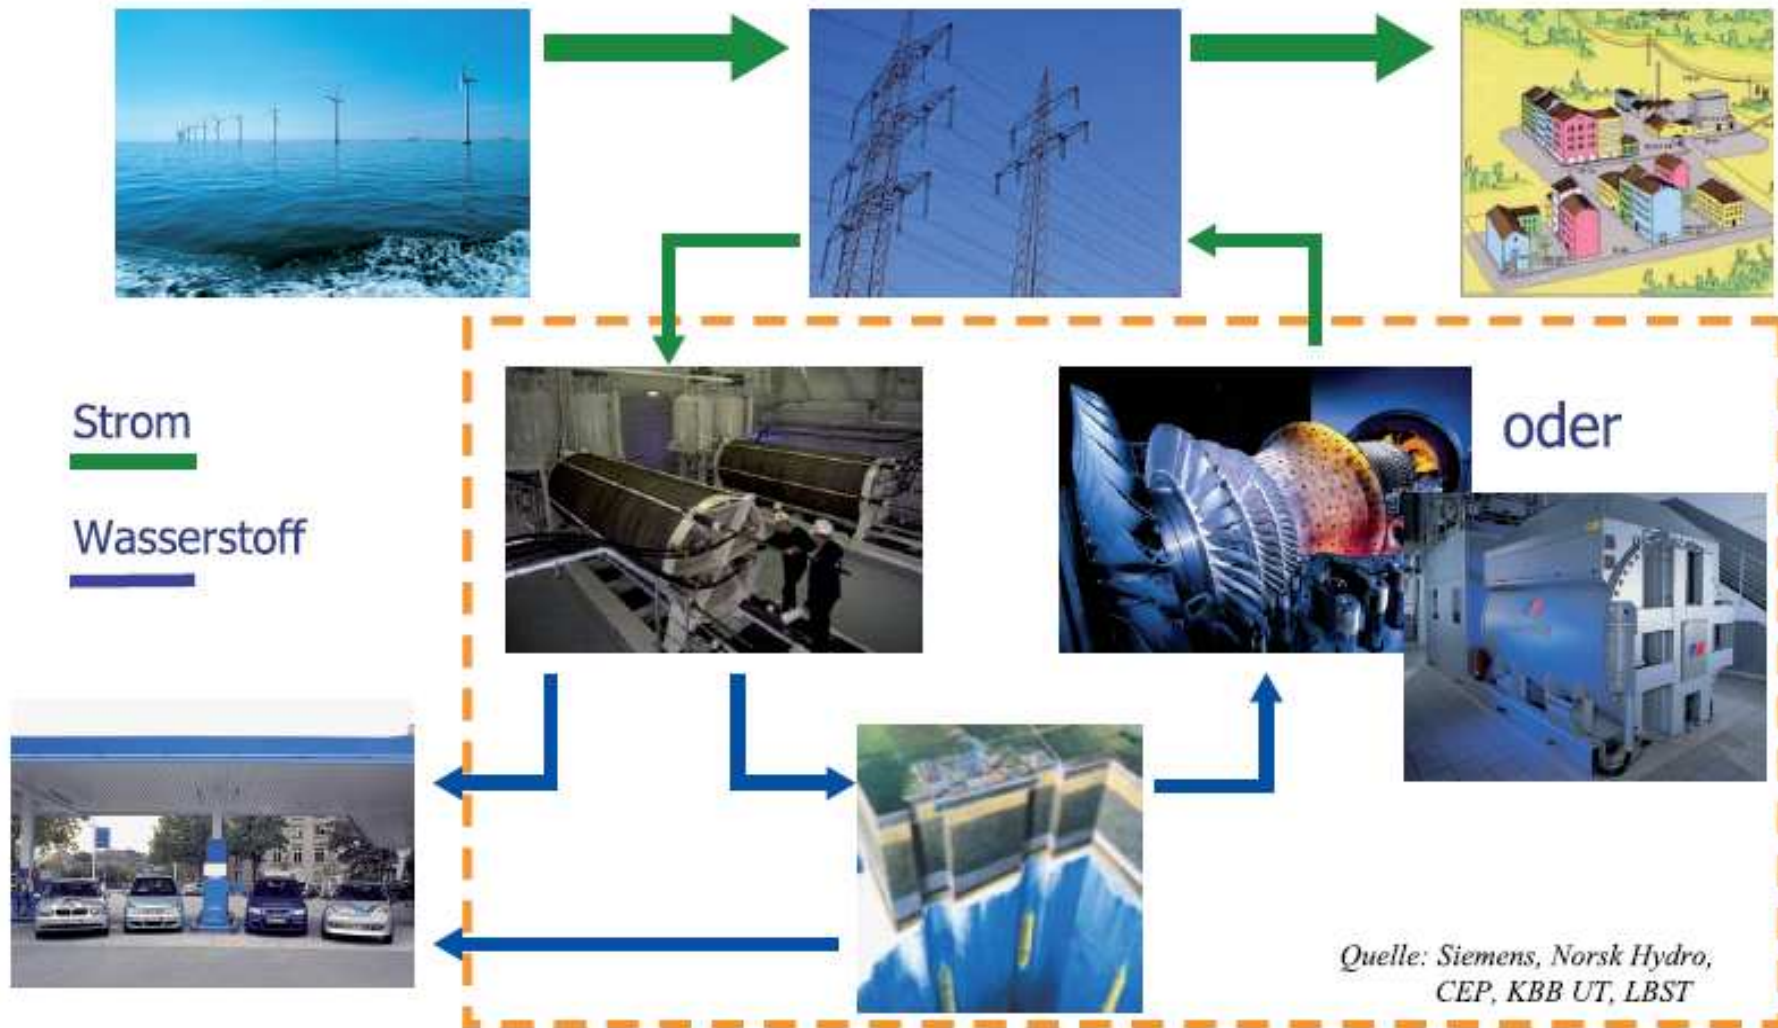 Strom
Wasserstoff
oder
Quelle: Siemens, Norsk Hydro,
CEP, KBB UT, LBST